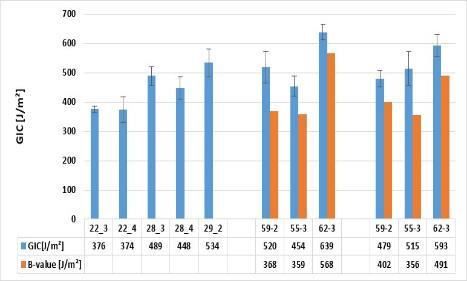 700
600
500
400
300
200
100
0
GIC [J/m²]
22_3 22_4 28_3 28_4 29_2 59-2 55-3 62-3 59-2 55-3 62-3
GIC[J/m²] 376 374 489 448 534 520 454 639 479 515 593
B-value [J/m²] 368 359 568 402 356 491